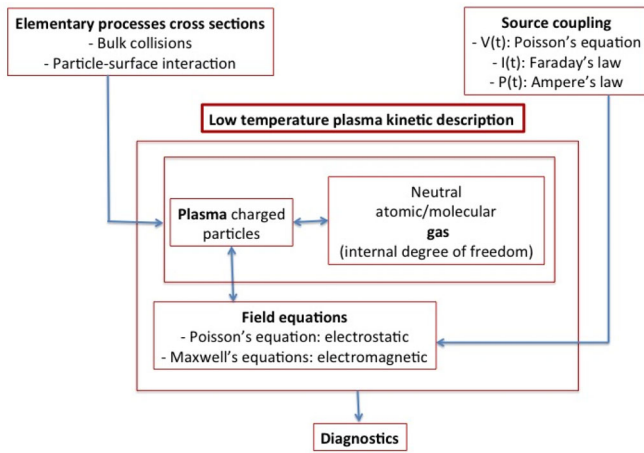 Elementary processes cross sections
- Bulk collisions
- Particle-surface interaction
Source coupling
- V(t): Poisson's equation
- I(t): Faraday's law
- P(t): Ampere's law
Low temperature plasma kinetic description
Plasma charged
particles
Neutral
atomic/molecular
gas
(internal degree of freedom)
Field equations
- Poisson's equation: electrostatic
- Maxwell's equations: electromagnetic
Diagnostics